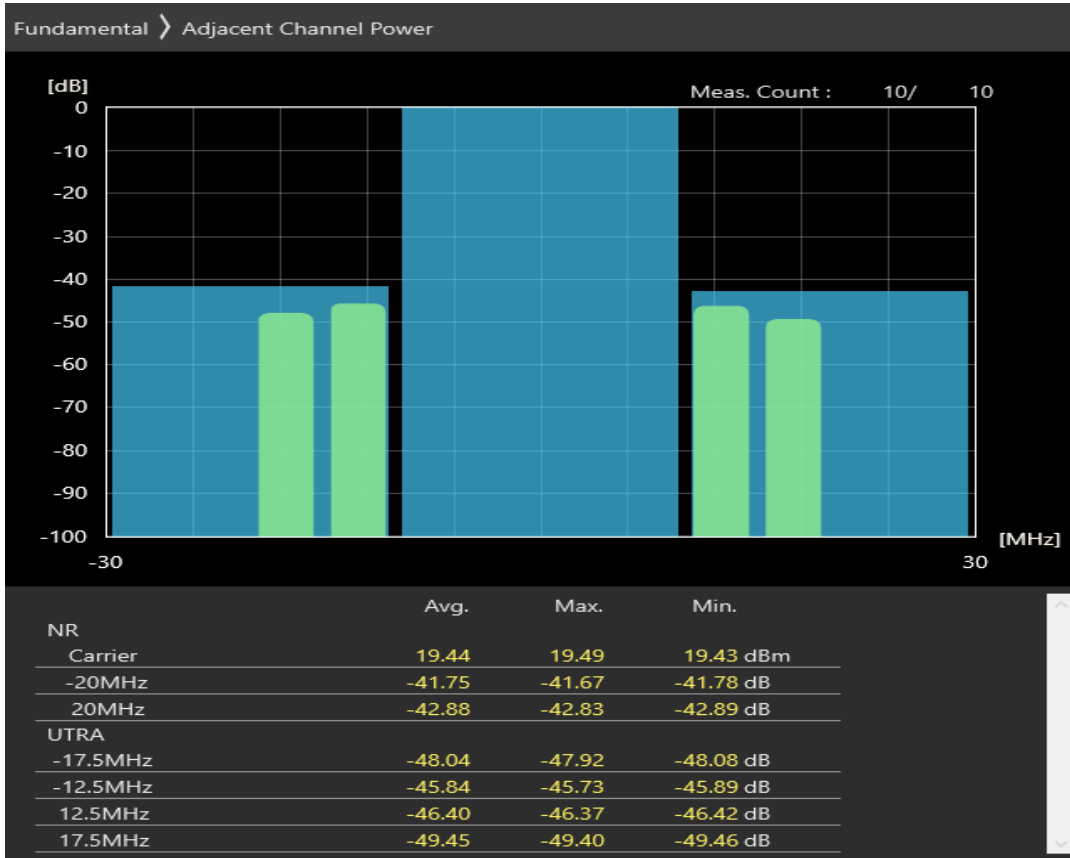 Fundamental 〉 Adjacent Channel Power
[dB]
Meas. Count : 10/ 10
0
-10
-20
-30
-40
-50
-60
-70
-80
-90
-100
[MHz]
-30 30
Avg. Max. Min.
NR
Carrier 19.44 19.49 19.43 dBm
-20MHz -41.75 -41.67 -41.78 dB
20MHz -42.88 -42.83 -42.89 dB
UTRA
-17.5MHz -48.04 -47.92 -48.08 dB
-12.5MHz -45.84 -45.73 -45.89 dB
12.5MHz -46.40 -46.37 -46.42 dB
17.5MHz -49.45 -49.40 -49.46 dB